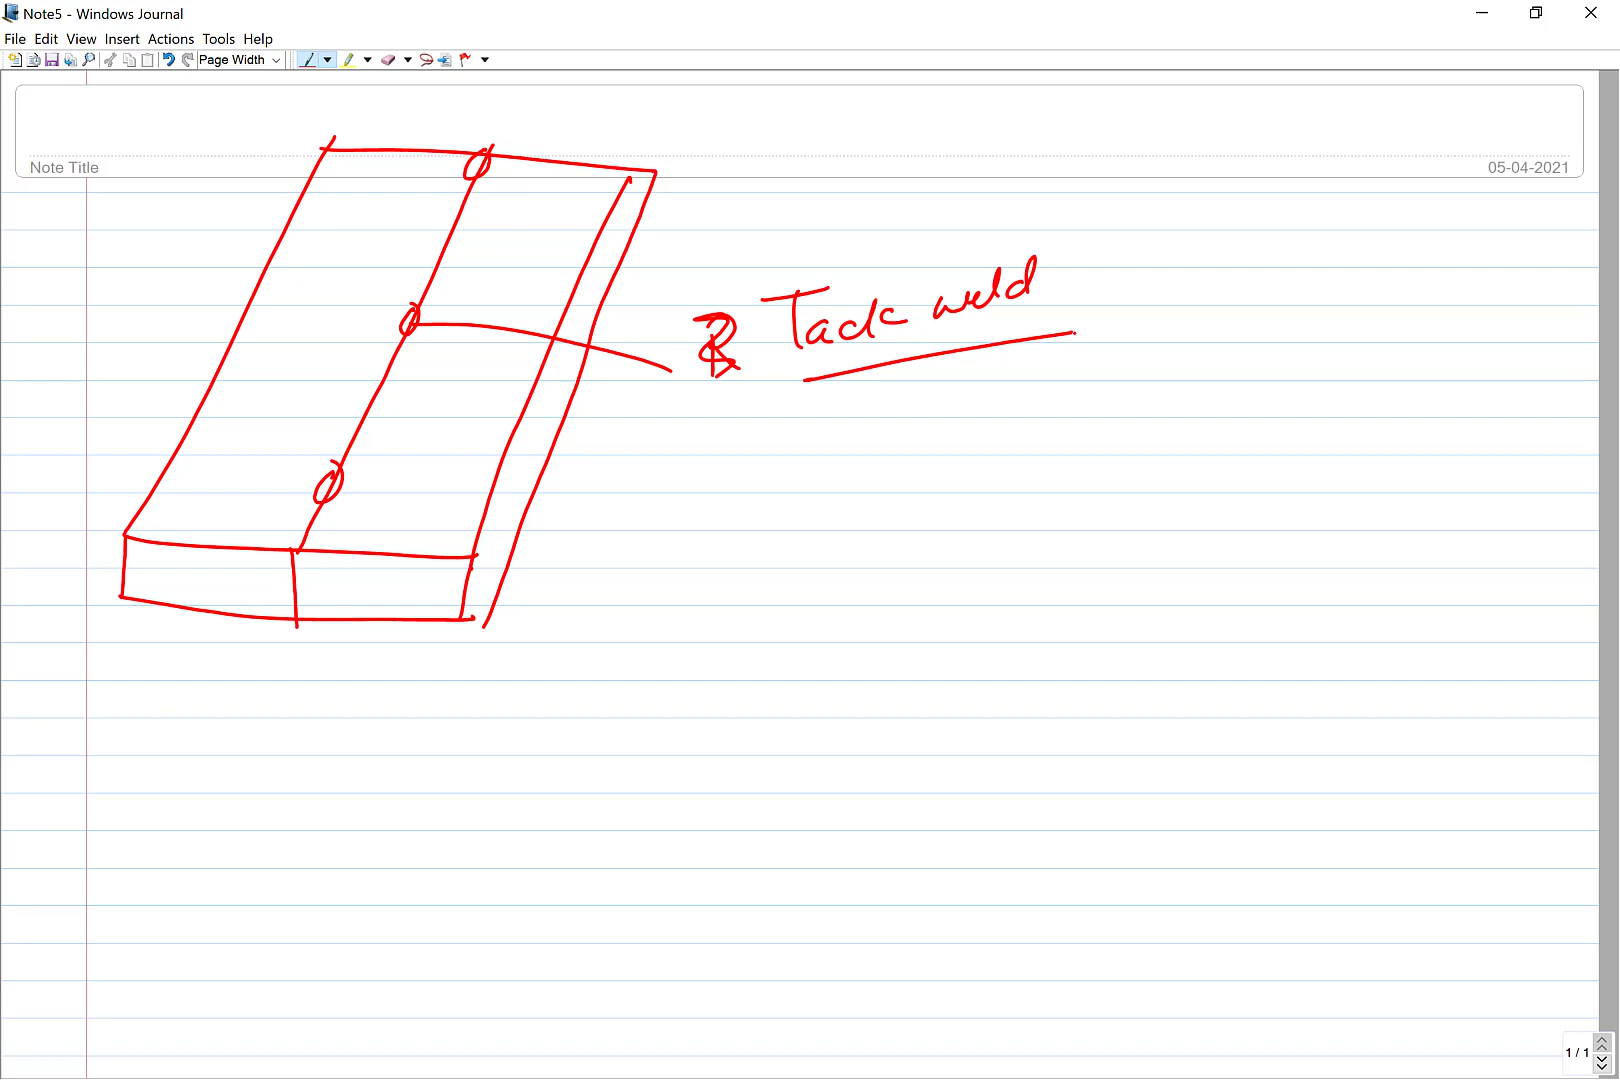 Note5 - Windows Journal
File Edit View Insert Actions Tools Help
Page Width
Note Title
05-04-2021
Tack weld
1 / 1